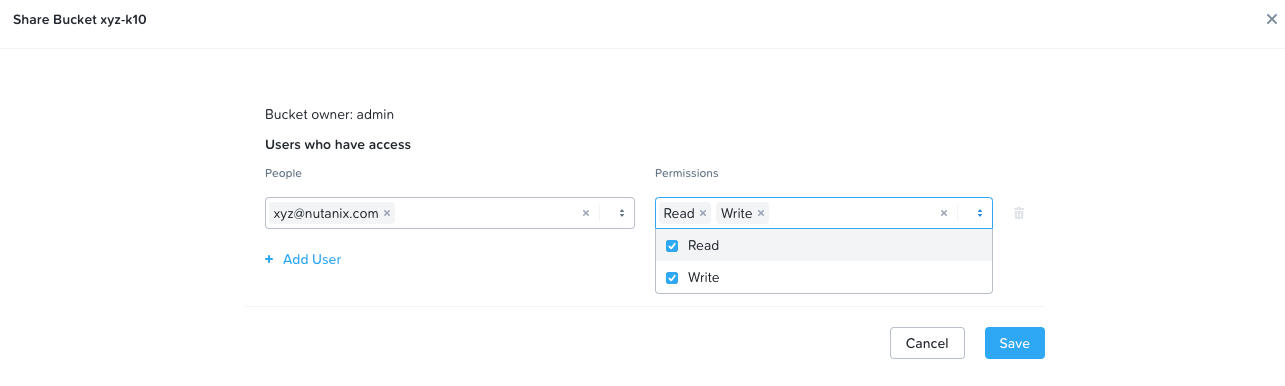 Share Bucket xyz-k10
Bucket owner: admin
Users who have access
People
Permissions
xyz@nutanix.com
Read Write
Read
+ Add User
Write
Cancel
Save